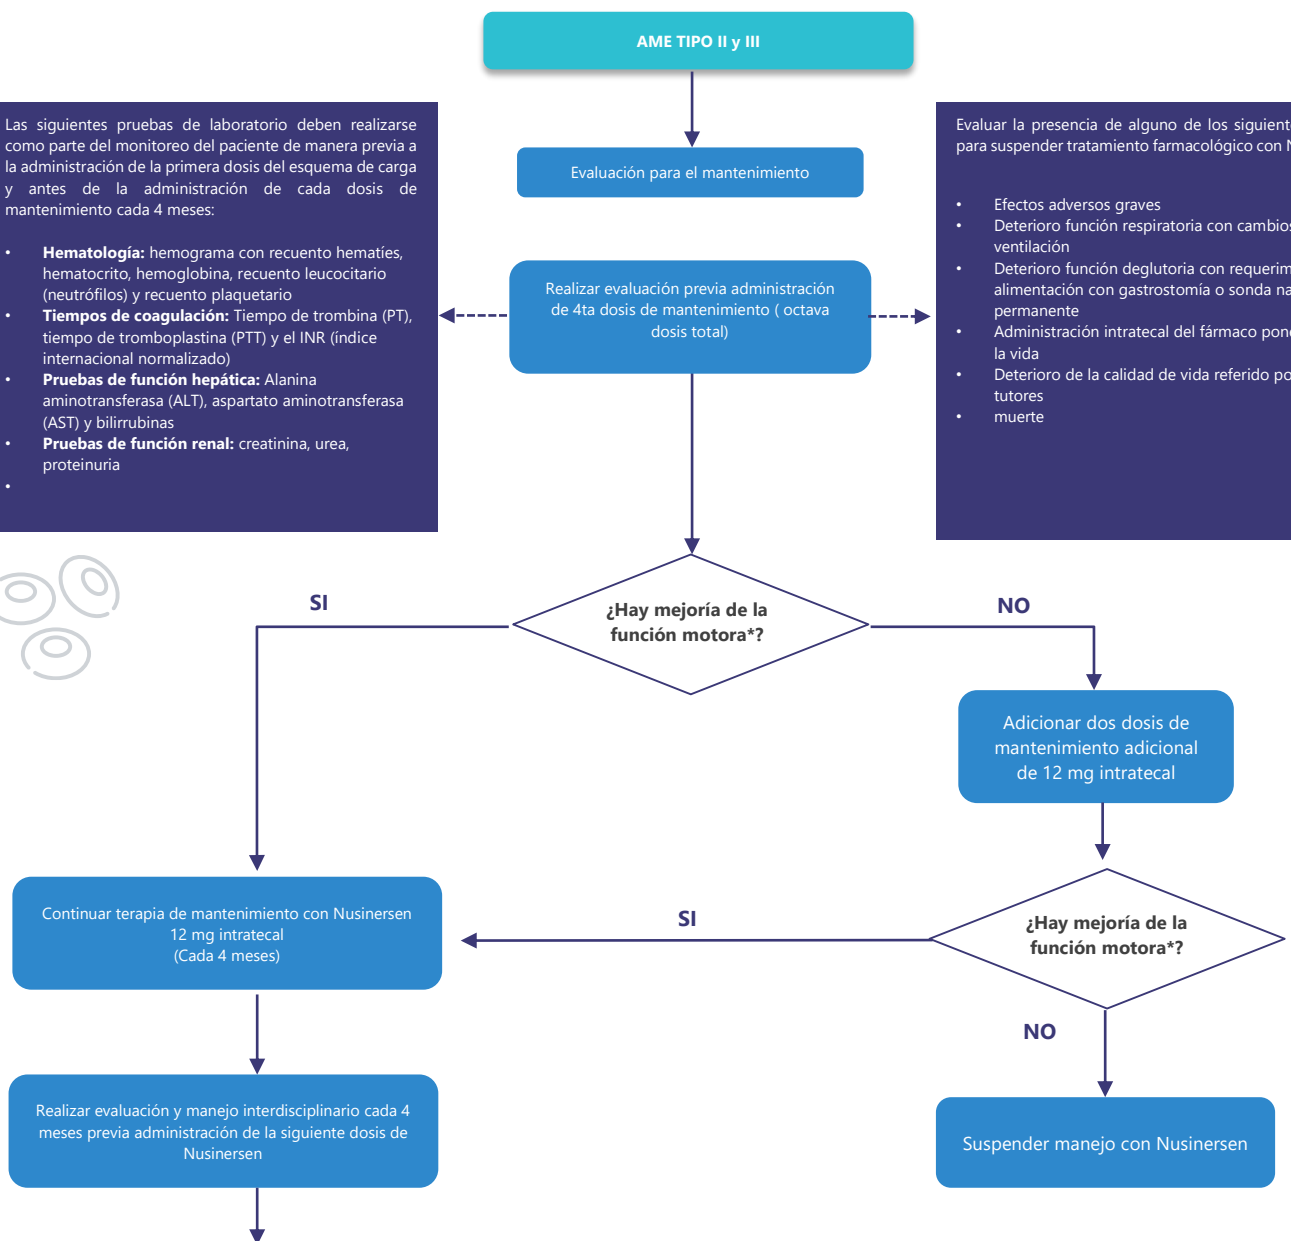 AME TIPO II y III
Las siguientes pruebas de laboratorio deben realizarse
como parte del monitoreo del paciente de manera previa a
la administración de la primera dosis del esquema de carga
y antes de la administración de cada dosis de
mantenimiento cada 4 meses:
• Hematología: hemograma con recuento hematíes,
hematocrito, hemoglobina, recuento leucocitario
(neutrófilos) y recuento plaquetario
• Tiempos de coagulación: Tiempo de trombina (PT),
tiempo de tromboplastina (PTT) y el INR (índice
internacional normalizado)
• Pruebas de función hepática: Alanina
aminotransferasa (ALT), aspartato aminotransferasa
(AST) y bilirrubinas
• Pruebas de función renal: creatinina, urea,
proteinuria
•
Evaluación para el mantenimiento
Realizar evaluación previa administración
de 4ta dosis de mantenimiento ( octava
dosis total)
Evaluar la presencia de alguno de los
para suspender tratamiento farmacológico con
• Efectos adversos graves
• Deterioro función respiratoria con cambios
ventilación
• Deterioro función deglutoria con
alimentación con gastrostomía o sonda
permanente
• Administración intratecal del fármaco
la vida
• Deterioro de la calidad de vida referido
tutores
• muerte
¿Hay mejoría de la
función motora*?
SI
NO
Adicionar dos dosis de
mantenimiento adicional
de 12 mg intratecal
¿Hay mejoría de la
función motora*?
SI
NO
Continuar terapia de mantenimiento con Nusinersen
12 mg intratecal
(Cada 4 meses)
Realizar evaluación y manejo interdisciplinario cada 4
meses previa administración de la siguiente dosis de
Nusinersen
Suspender manejo con Nusinersen